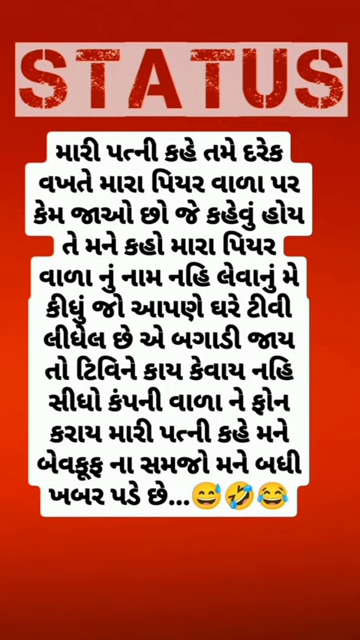 STATUS
મારી પત્ની કહે તમે દરેક
વખતે મારા પિયર વાળા પર
કેમ જાઓ છો જે કહેવું હોય
તે મને કહો મારા પિયર
વાળા નું નામ નહિ લેવાનું મે
કીધું જો આપણે ઘરે ટીવી
લીધેલ છે એ બગાડી જાય
તો ટિવિને કાય કેવાય નહિ
સીધો કંપની વાળા ને ફોન
કરાય મારી પત્ની કહે મને
બેવકૂફ ના સમજો મને બધી
ખબર પડે છે...😅🤣😂